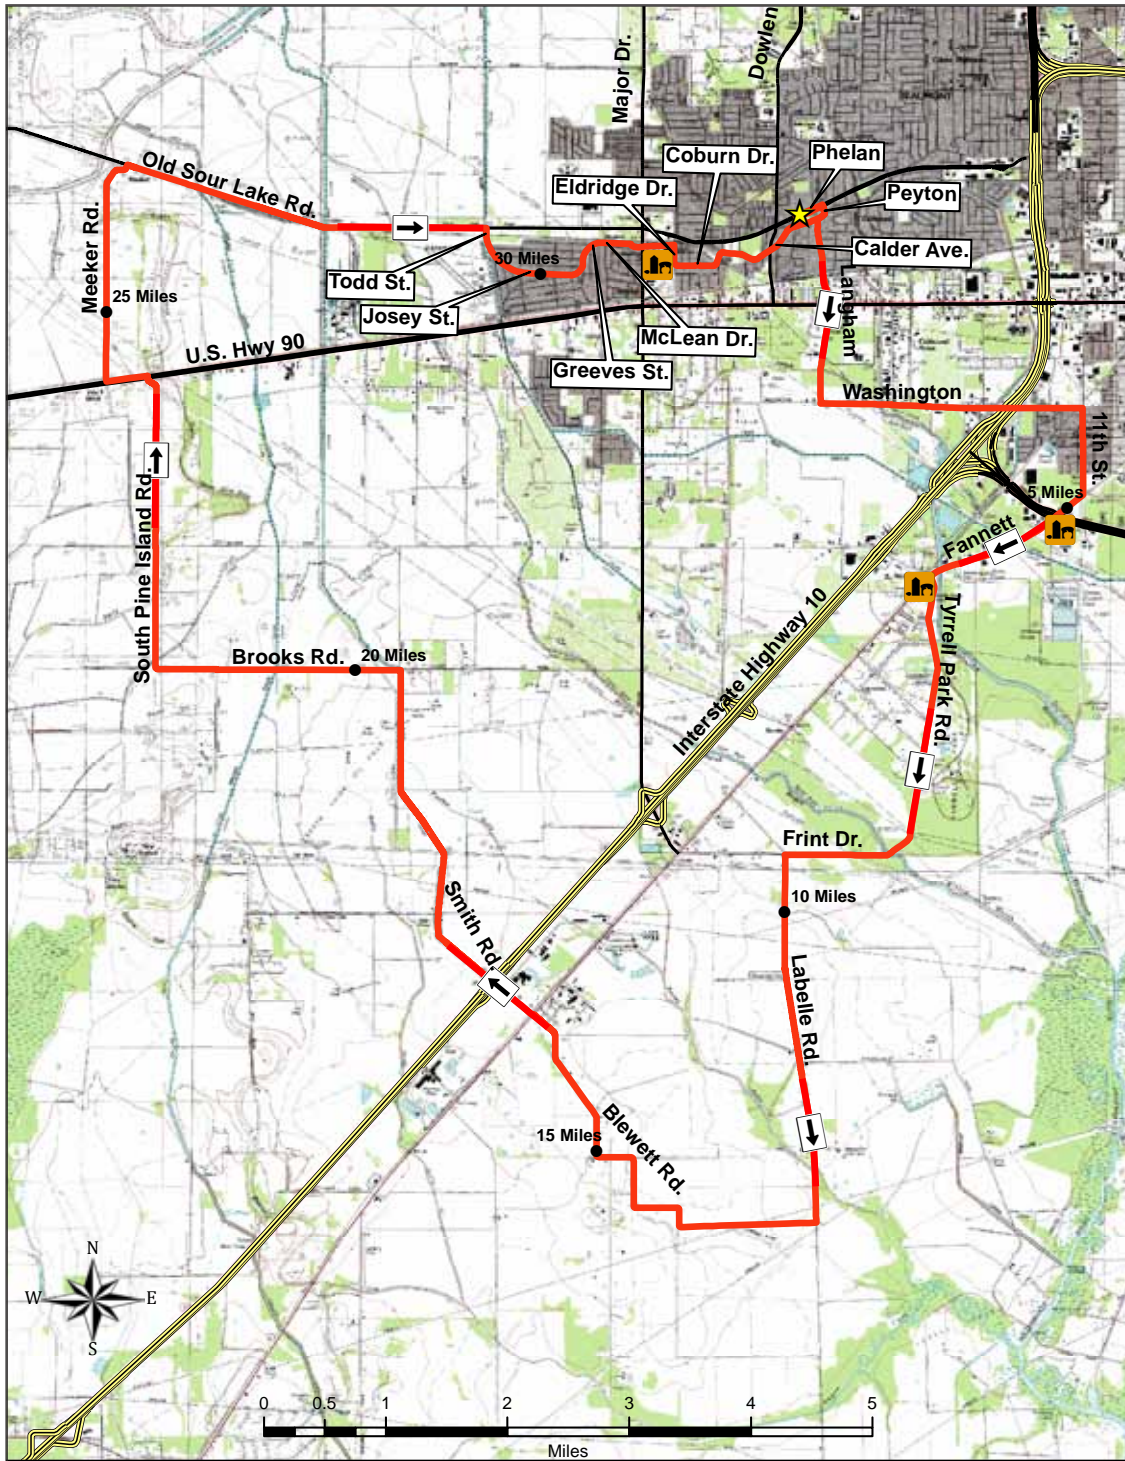 Major Dr.
Dowlen
Coburn Dr.
Phelan
Eldridge Dr.
Peyton
Old Sour Lake Rd.
Calder Ave.
Meeker Rd.
30 Miles
Todd St.
25 Miles
Josey St.
Langham
McLean Dr.
U.S. Hwy 90
Greeves St.
Washington
11th St.
South Pine Island Rd.
5 Miles
Fannett
Tyrrell Park Rd.
Interstate Highway 10
Brooks Rd.
20 Miles
Frint Dr.
10 Miles
Smith Rd.
Labelle Rd.
15 Miles
Blewett Rd.
N
W
E
S
0
0.5
1
2
3
4
5
Miles